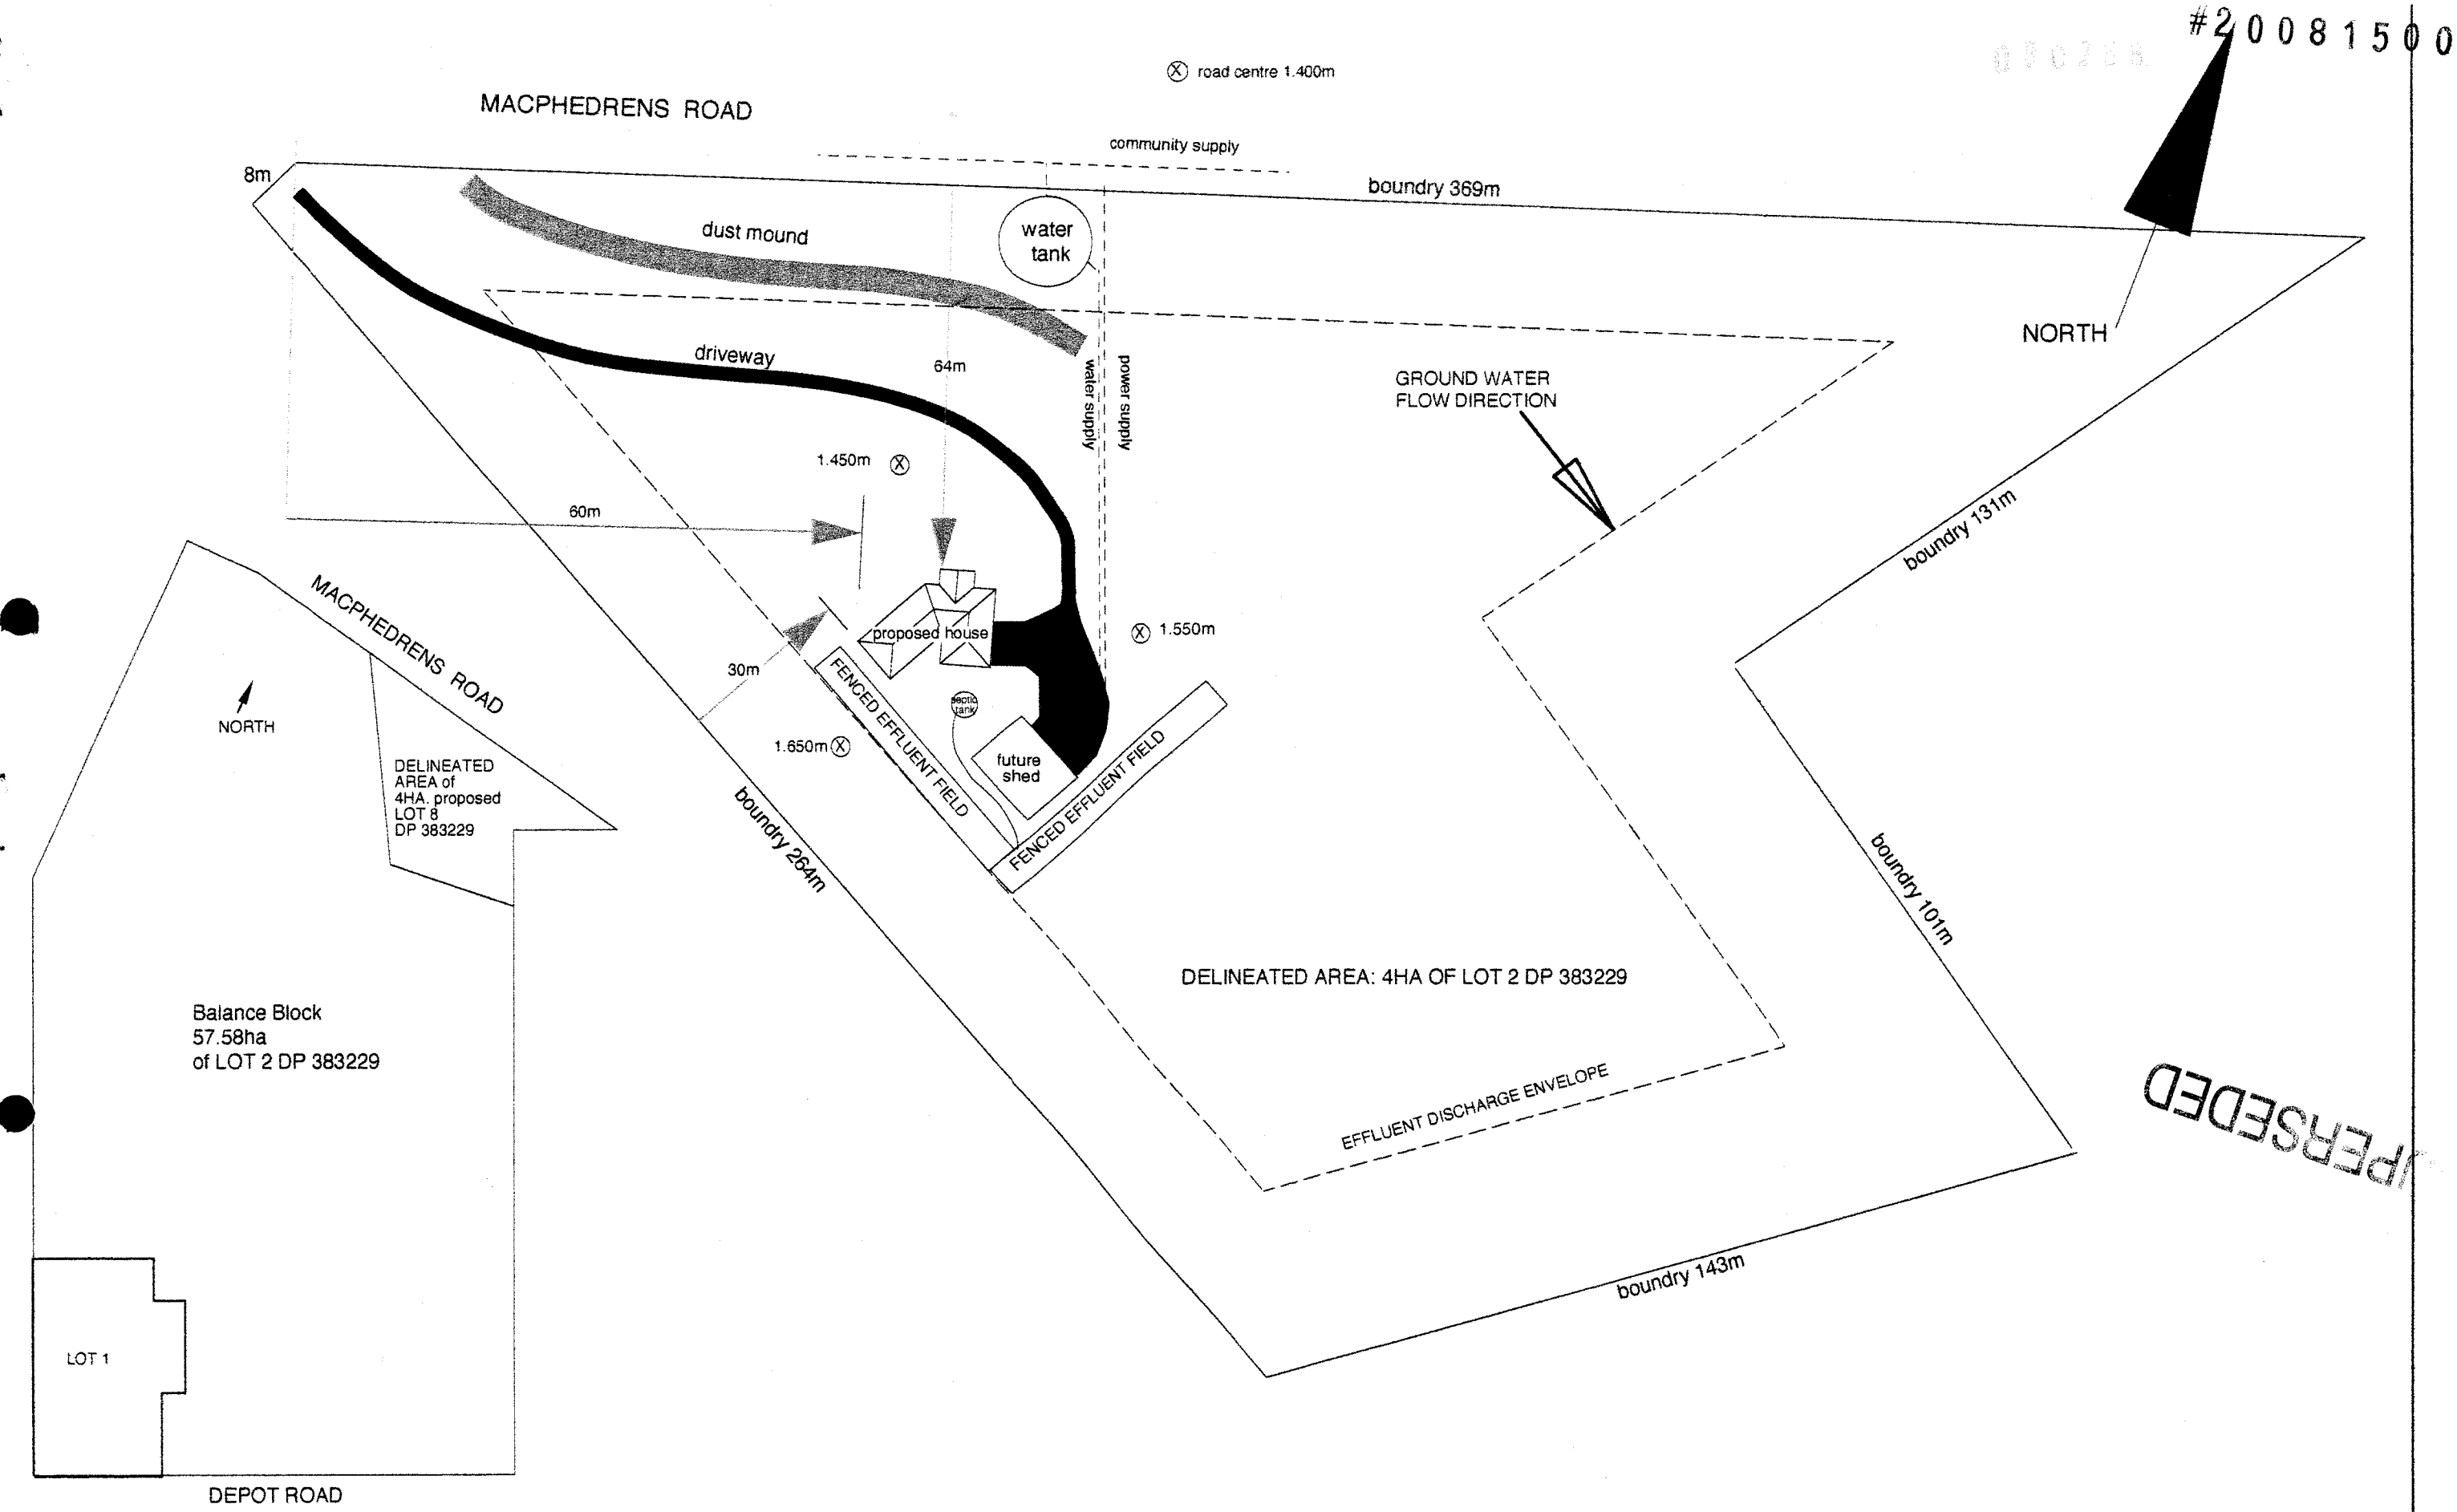 #20081500
road centre 1.400m
MACPHEDRENS ROAD
community supply
8m
boundry 369m
dust mound
water
tank
NORTH
driveway
64m
water supply
power supply
GROUND WATER
FLOW DIRECTION
1.450m
60m
boundry 131m
proposed house
1.550m
30m
FENCED EFFLUENT FIELD
septic
tank
1.650m
future
shed
FENCED EFFLUENT FIELD
boundry 264m
boundry 101m
DELINEATED AREA: 4HA OF LOT 2 DP 383229
EFFLUENT DISCHARGE ENVELOPE
boundry 143m
MACPHEDRENS ROAD
NORTH
DELINEATED
AREA of
4HA. proposed
LOT 8
DP 383229
Balance Block
57.58ha
of LOT 2 DP 383229
LOT 1
DEPOT ROAD
PERSEDED